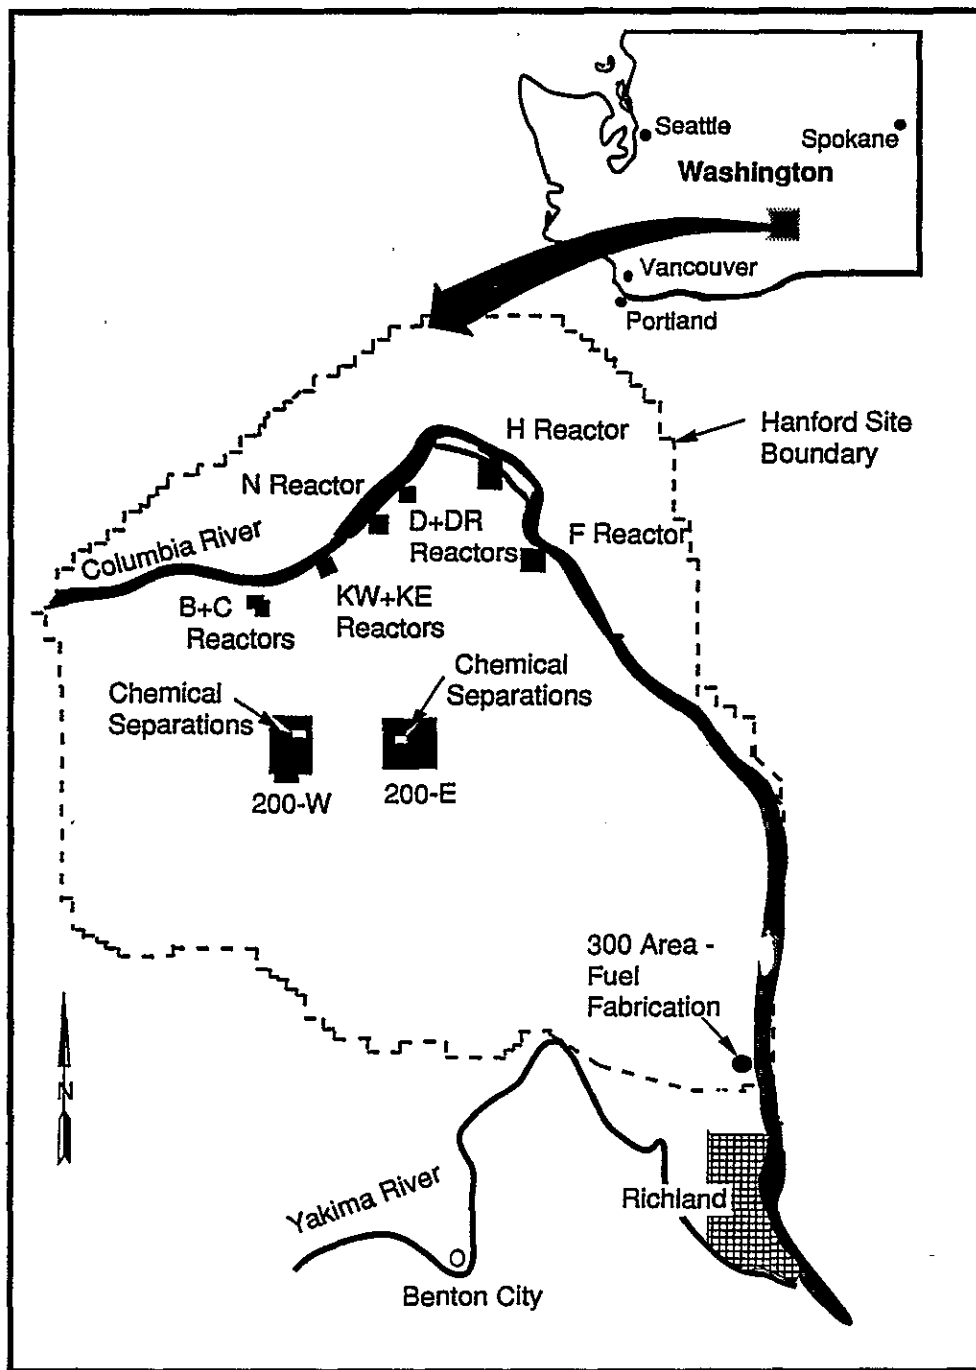 Seattle
Spokane
Washington
Vancouver
Portland
Hanford Site
Boundary
H Reactor
N Reactor
D+DR
Reactors
F Reactor
Columbia River
B+C
Reactors
KW+KE
Reactors
Chemical
Separations
Chemical
Separations
200-W
200-E
300 Area -
Fuel
Fabrication
N
Richland
Yakima River
Benton City